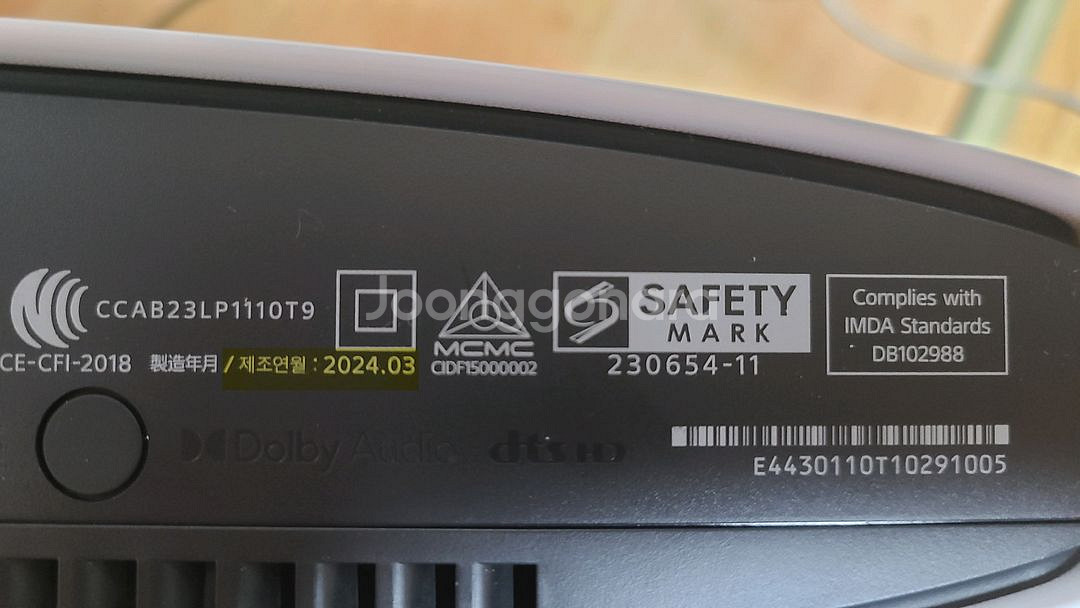 CCAB23LP1110T9
Joonggonara
SAFETY
MARK
Complies with
IMDA Standards
DB102988
MCMC
CE-CFI-2018 製造年月 / 제조연월 : 2024.03
CIDF15000002
230654-11
Dolby Audio
dts HD
E4430110T10291005